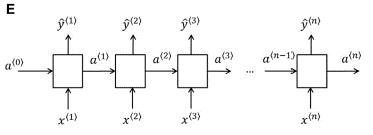 E
ŷ⟨1⟩ ŷ⟨2⟩ ŷ⟨3⟩ ŷ⟨n⟩
a⟨0⟩ a⟨1⟩ a⟨2⟩ a⟨3⟩ ... a⟨n−1⟩ a⟨n⟩
x⟨1⟩ x⟨2⟩ x⟨3⟩ x⟨n⟩